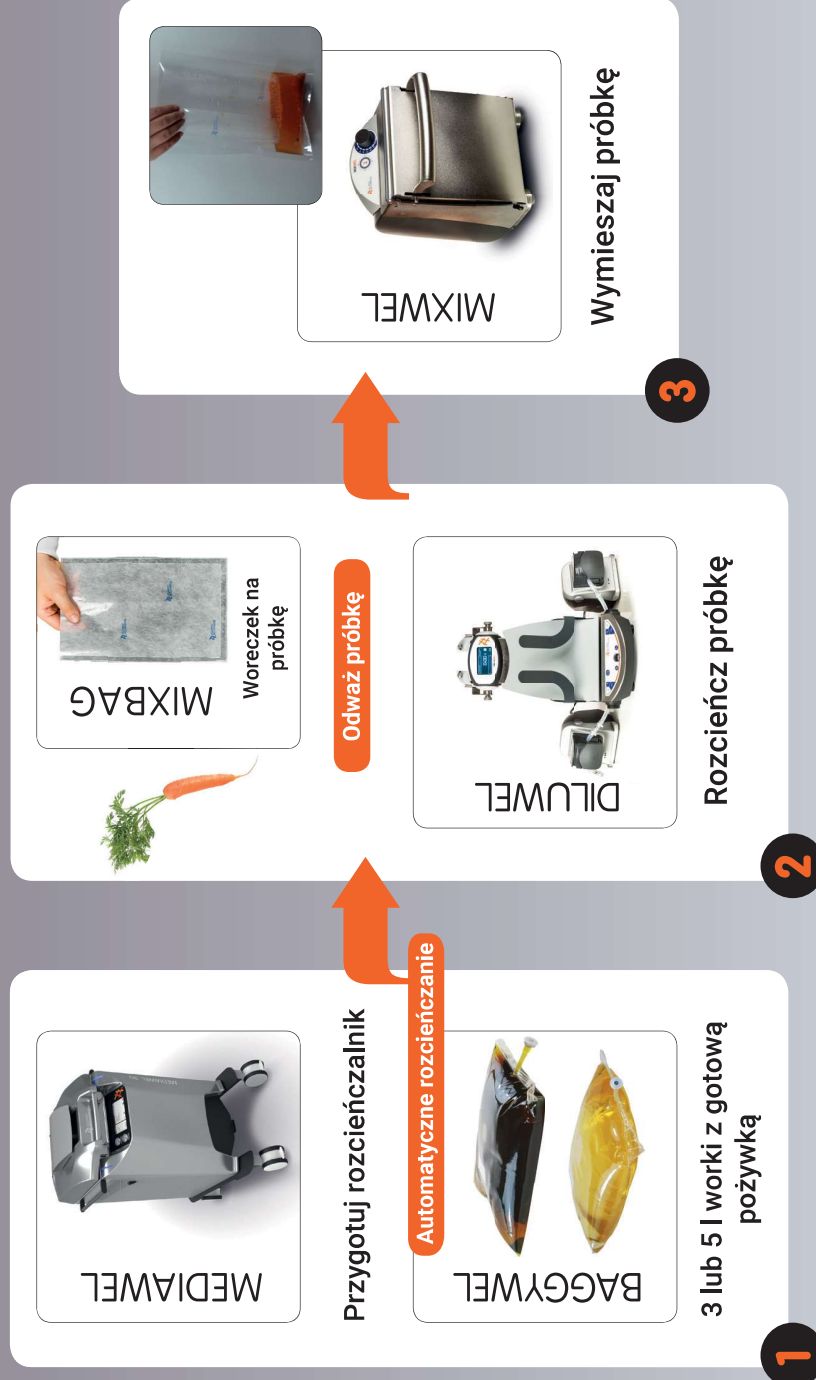 1
MEDIAWEL
Przygotuj rozcieńczalnik
Automatyczne rozcieńczanie
BAGGYWEL
3 lub 5 l worki z gotową
pożywką
2
MIXBAG
Woreczek na
próbkę
Odważ próbkę
DILUWEL
Rozcieńcz próbkę
3
MIXWEL
Wymieszaj próbkę